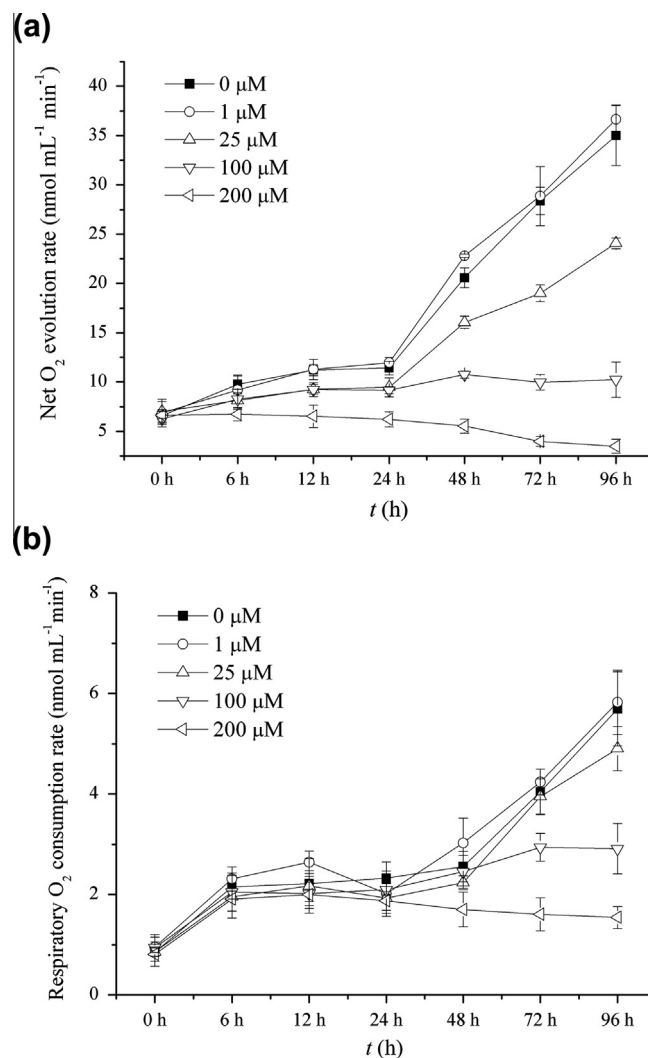 (a)
Net O₂ evolution rate (nmol mL⁻¹ min⁻¹)
40
35
30
25
20
15
10
5
0 μM
1 μM
25 μM
100 μM
200 μM
0 h 6 h 12 h 24 h 48 h 72 h 96 h
t (h)
(b)
Respiratory O₂ consumption rate (nmol mL⁻¹min⁻¹)
8
6
4
2
0
0 μM
1 μM
25 μM
100 μM
200 μM
0 h 6 h 12 h 24 h 48 h 72 h 96 h
t (h)